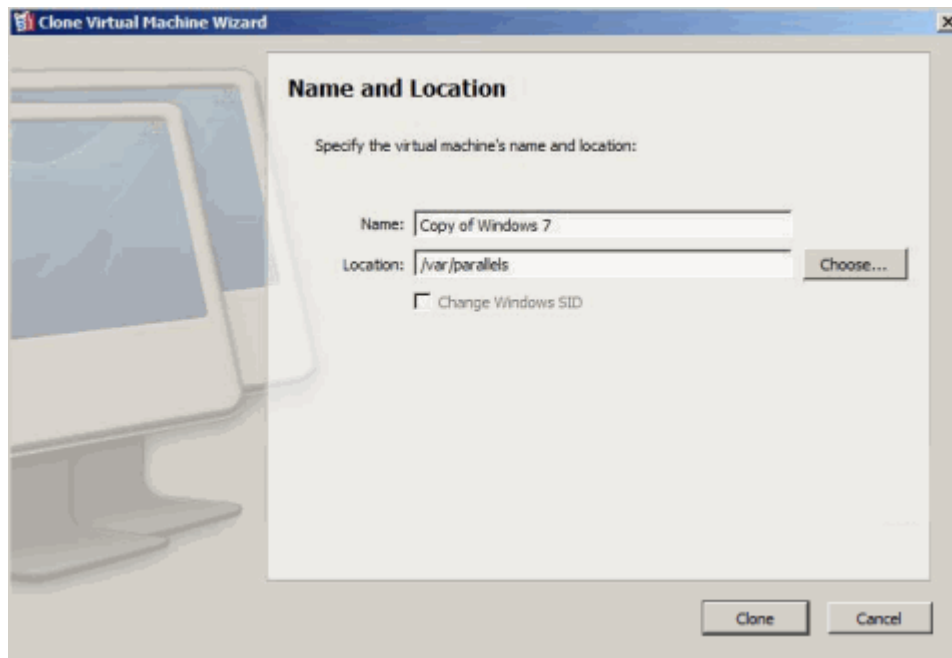 Clone Virtual Machine Wizard
Name and Location
Specify the virtual machine's name and location:
Name: Copy of Windows 7
Location: /var/parallels Choose...
Change Windows SID
Clone Cancel